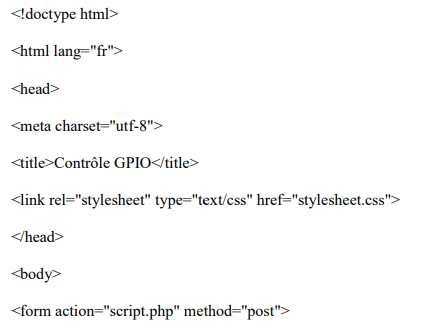 <!doctype html>
<html lang="fr">
<head>
<meta charset="utf-8">
<title>Contrôle GPIO</title>
<link rel="stylesheet" type="text/css" href="stylesheet.css">
</head>
<body>
<form action="script.php" method="post">